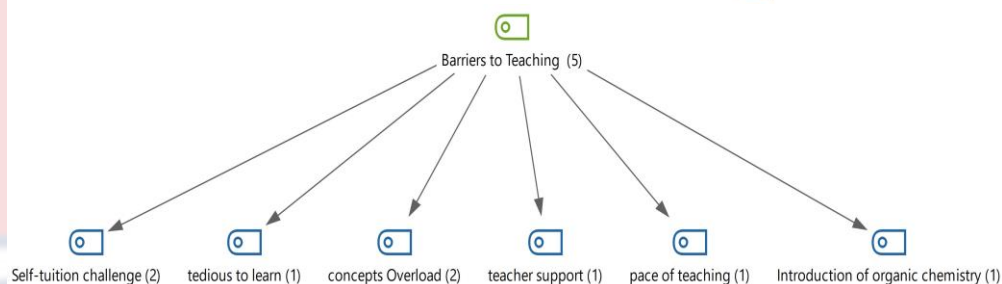 Barriers to Teaching (5)
Self-tuition challenge (2) tedious to learn (1) concepts Overload (2) teacher support (1) pace of teaching (1) Introduction of organic chemistry (1)